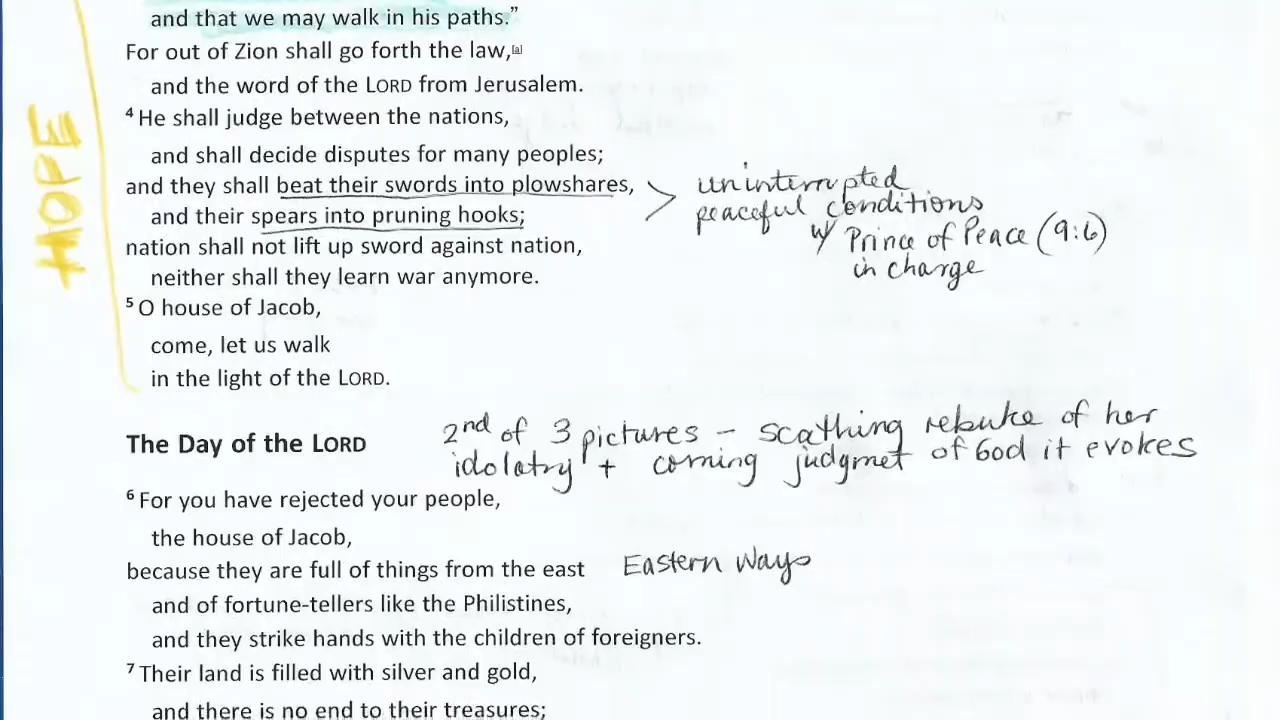 and that we may walk in his paths.”
For out of Zion shall go forth the law,[a]
and the word of the LORD from Jerusalem.
4 He shall judge between the nations,
and shall decide disputes for many peoples;
and they shall beat their swords into plowshares,
and their spears into pruning hooks;
nation shall not lift up sword against nation,
neither shall they learn war anymore.
uninterrupted
peaceful conditions
w/ Prince of Peace (9:6)
in charge
HOPE
5 O house of Jacob,
come, let us walk
in the light of the LORD.
The Day of the LORD
2nd of 3 pictures – scathing rebuke of her
idolatry + coming judgmet of God it evokes
6 For you have rejected your people,
the house of Jacob,
because they are full of things from the east
Eastern Ways
and of fortune-tellers like the Philistines,
and they strike hands with the children of foreigners.
7 Their land is filled with silver and gold,
and there is no end to their treasures;